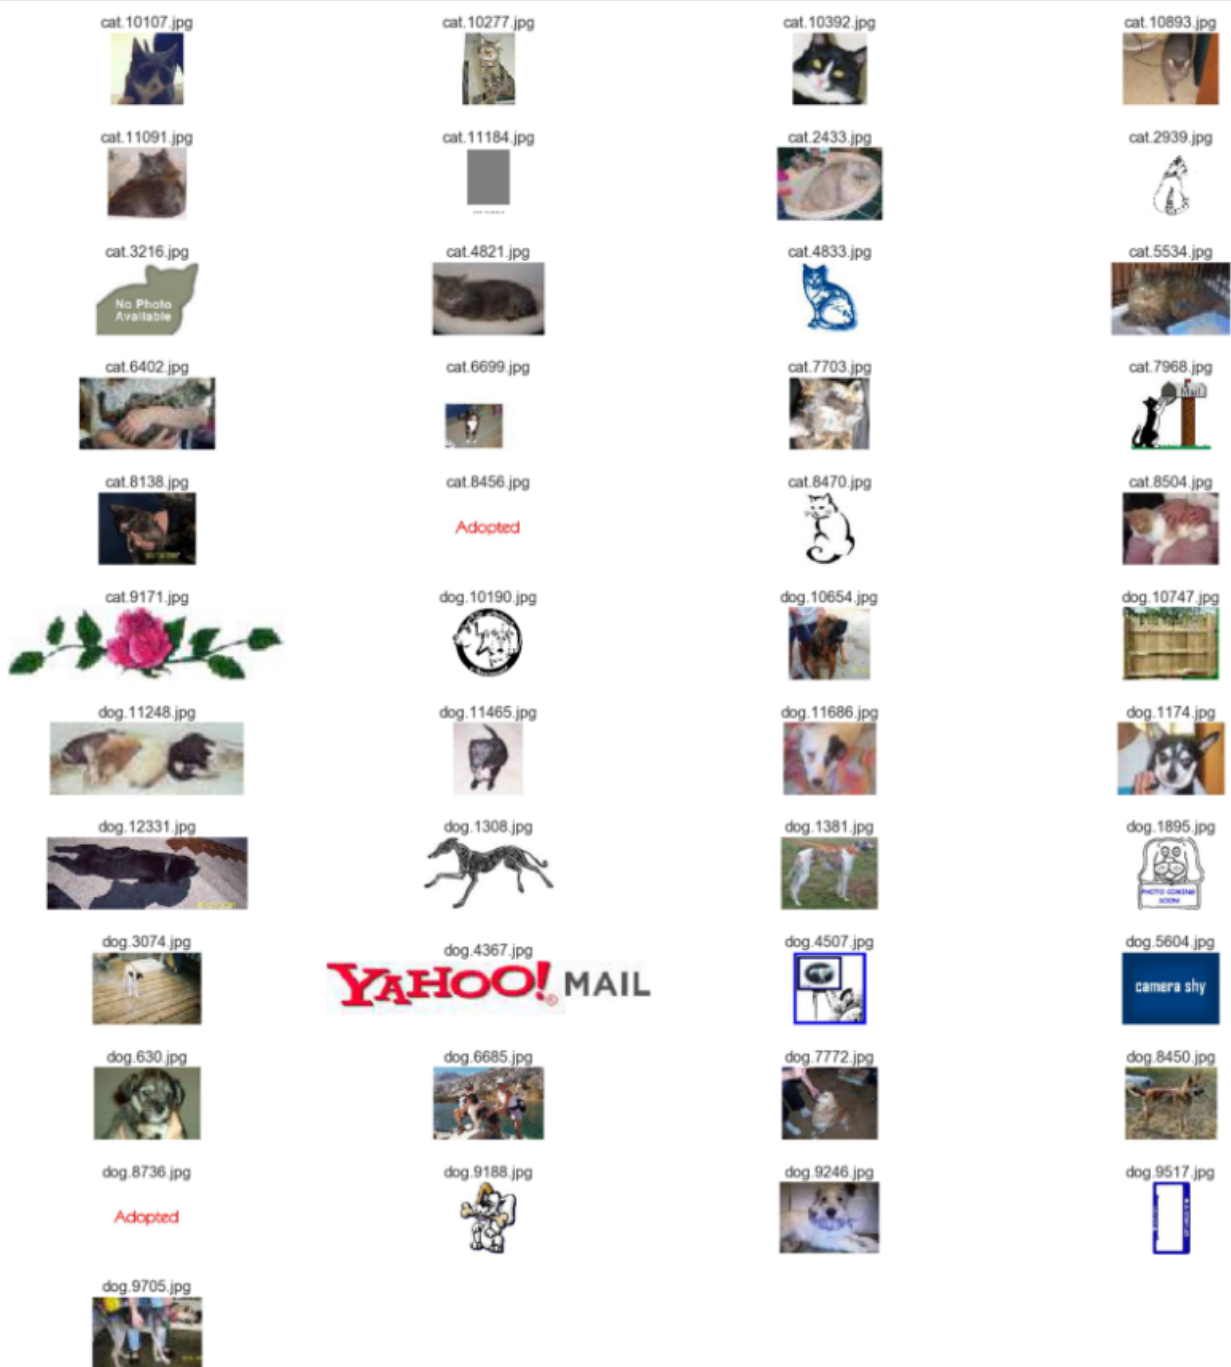 cat.10107.jpg cat.10277.jpg cat.10392.jpg cat.10893.jpg
cat.11091.jpg cat.11184.jpg cat.2433.jpg cat.2939.jpg
cat.3216.jpg cat.4821.jpg cat.4833.jpg cat.5534.jpg
No Photo
Available
cat.6402.jpg cat.6699.jpg cat.7703.jpg cat.7968.jpg
cat.8138.jpg cat.8456.jpg cat.8470.jpg cat.8504.jpg
Adopted
cat.9171.jpg dog.10190.jpg dog.10654.jpg dog.10747.jpg
dog.11248.jpg dog.11465.jpg dog.11686.jpg dog.1174.jpg
dog.12331.jpg dog.1308.jpg dog.1381.jpg dog.1895.jpg
PHOTO COMING
SOON!
dog.3074.jpg dog.4367.jpg dog.4507.jpg dog.5604.jpg
YAHOO!® MAIL
camera shy
dog.630.jpg dog.6685.jpg dog.7772.jpg dog.8450.jpg
dog.8736.jpg dog.9188.jpg dog.9246.jpg dog.9517.jpg
Adopted
dog.9705.jpg